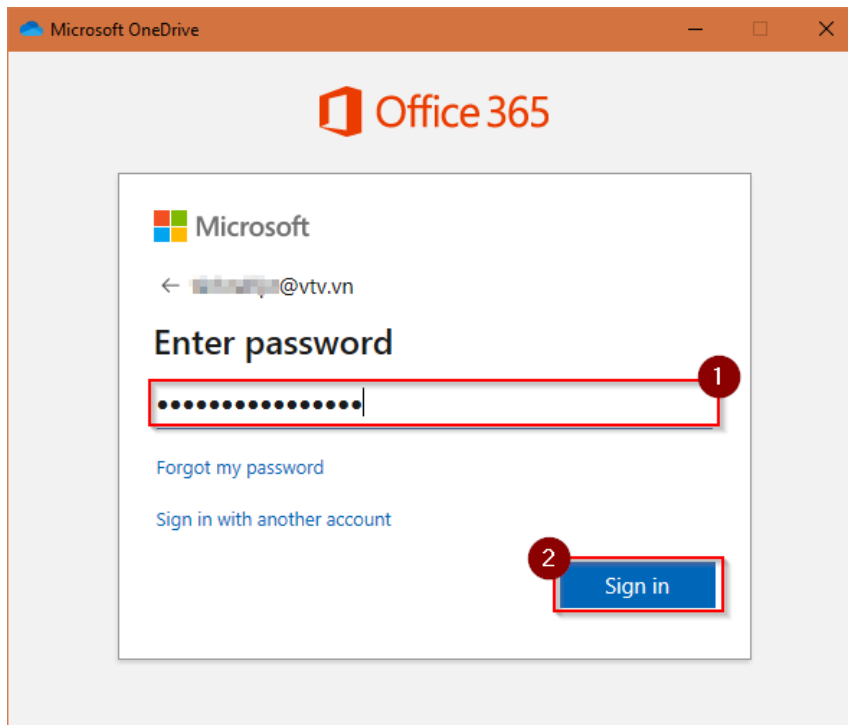 Microsoft OneDrive
Office 365
Microsoft
@vtv.vn
Enter password
1
Forgot my password
Sign in with another account
2
Sign in